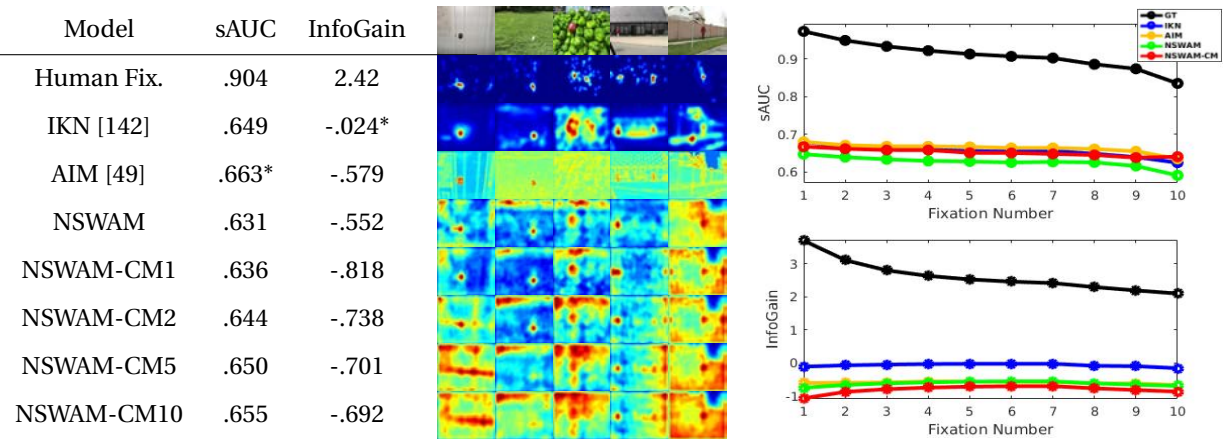 Model sAUC InfoGain
Human Fix. .904 2.42
IKN [142] .649 -.024*
AIM [49] .663* -.579
NSWAM .631 -.552
NSWAM-CM1 .636 -.818
NSWAM-CM2 .644 -.738
NSWAM-CM5 .650 -.701
NSWAM-CM10 .655 -.692
GT
IKN
AIM
NSWAM
NSWAM-CM
sAUC
0.9
0.8
0.7
0.6
1 2 3 4 5 6 7 8 9 10
Fixation Number
InfoGain
3
2
1
0
-1
1 2 3 4 5 6 7 8 9 10
Fixation Number